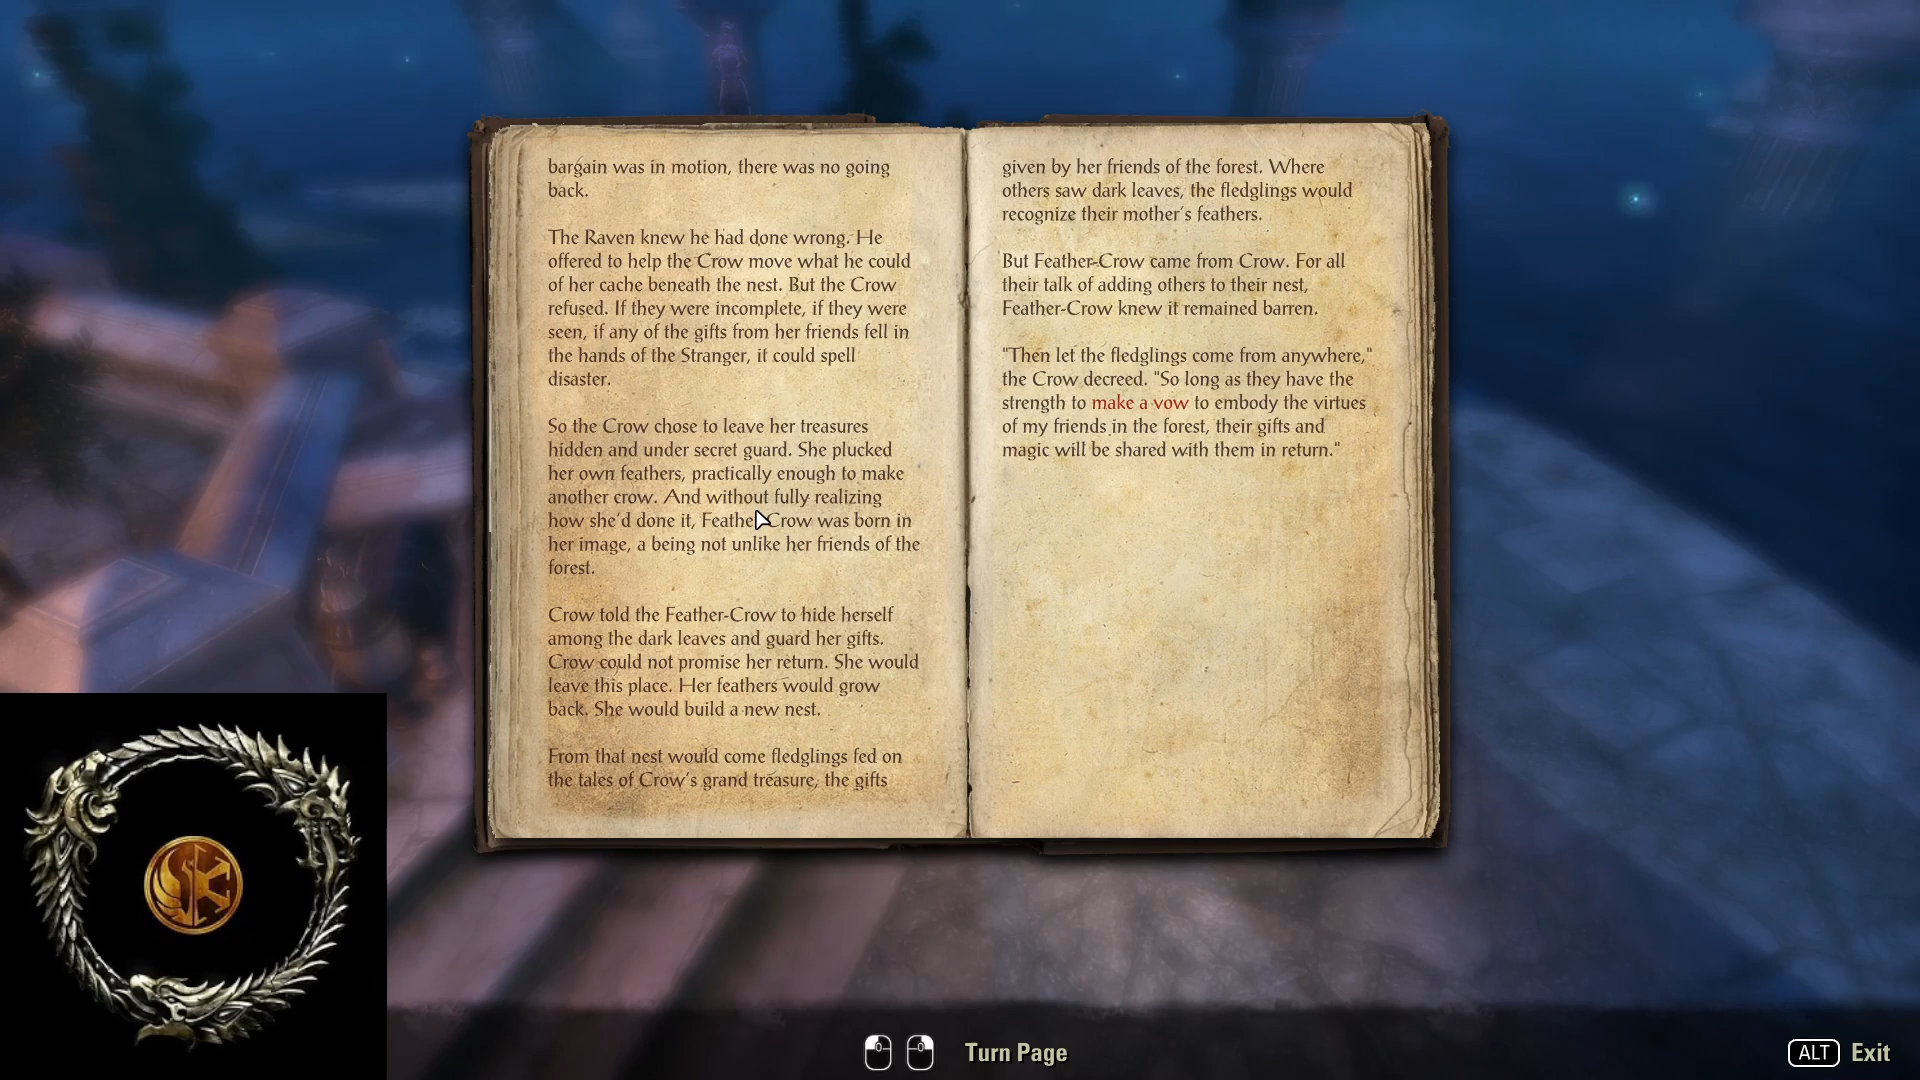 bargain was in motion, there was no going
back.
The Raven knew he had done wrong. He
offered to help the Crow move what he could
of her cache beneath the nest. But the Crow
refused. If they were incomplete, if they were
seen, if any of the gifts from her friends fell in
the hands of the Stranger, it could spell
disaster.
So the Crow chose to leave her treasures
hidden and under secret guard. She plucked
her own feathers, practically enough to make
another crow. And without fully realizing
how she'd done it, Feathe Crow was born in
her image, a being not unlike her friends of the
forest.
Crow told the Feather-Crow to hide herself
among the dark leaves and guard her gifts.
Crow could not promise her return. She would
leave this place. Her feathers would grow
back. She would build a new nest.
From that nest would come fledglings fed on
the tales of Crow's grand treasure, the gifts
given by her friends of the forest. Where
others saw dark leaves, the fledglings would
recognize their mother's feathers.
But Feather-Crow came from Crow. For all
their talk of adding others to their nest,
Feather-Crow knew it remained barren.
"Then let the fledglings come from anywhere,"
the Crow decreed. "So long as they have the
strength to make a vow to embody the virtues
of my friends in the forest, their gifts and
magic will be shared with them in return."
Turn Page
ALT Exit